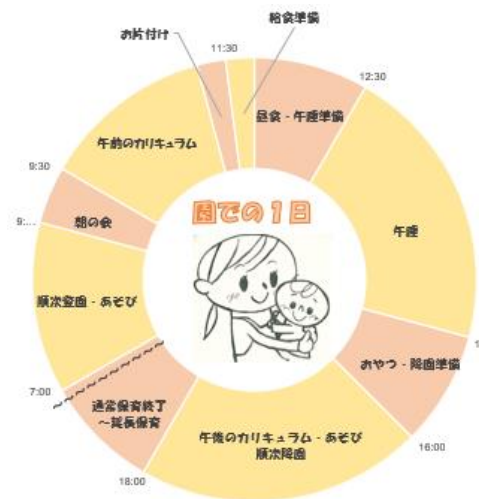 園での1日
給食準備
11:30
お片付け
昼食・午睡準備
12:30
午前のカリキュラム
9:30
朝の会
9:…
午睡
順次登園・あそび
おやつ・降園準備
7:00
通常保育終了
～延長保育
16:00
午後のカリキュラム・あそび
順次降園
18:00